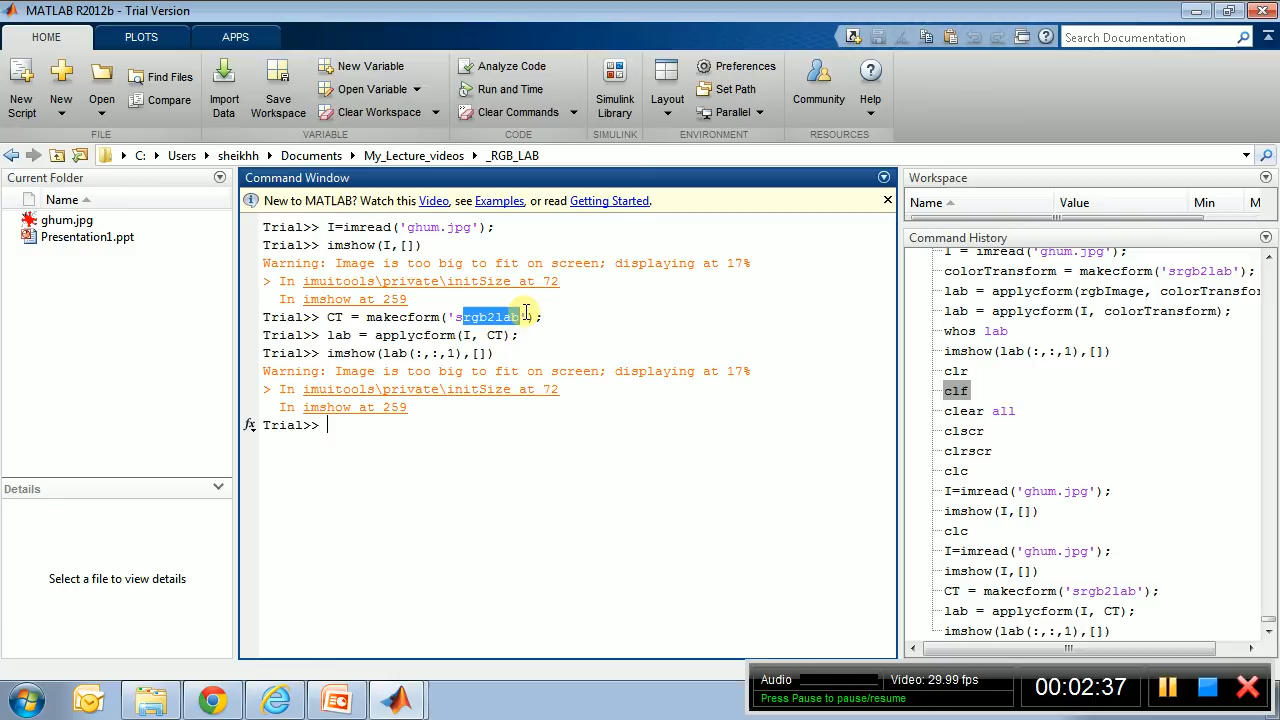 MATLAB R2012b - Trial Version
HOME
PLOTS
APPS
Search Documentation
New Script
New
Open
Find Files
Compare
FILE
Import Data
Save Workspace
New Variable
Open Variable
Clear Workspace
VARIABLE
Analyze Code
Run and Time
Clear Commands
CODE
Simulink Library
SIMULINK
Layout
Preferences
Set Path
Parallel
ENVIRONMENT
Community
Help
RESOURCES
C: Users sheikhh Documents My_Lecture_videos _RGB_LAB
Current Folder
Name
ghum.jpg
Presentation1.ppt
Details
Select a file to view details
Command Window
New to MATLAB? Watch this Video, see Examples, or read Getting Started.
Trial>> I=imread('ghum.jpg');
Trial>> imshow(I,[])
Warning: Image is too big to fit on screen; displaying at 17%
> In imuitools\private\initSize at 72
In imshow at 259
Trial>> CT = makecform('srgb2lab');
Trial>> lab = applycform(I, CT);
Trial>> imshow(lab(:,:,1),[])
Warning: Image is too big to fit on screen; displaying at 17%
> In imuitools\private\initSize at 72
In imshow at 259
fx Trial>>
Workspace
Name Value Min M
Command History
I = imread('ghum.jpg');
colorTransform = makecform('srgb2lab');
lab = applycform(rgbImage, colorTransf
lab = applycform(I, colorTransform);
whos lab
imshow(lab(:,:,1),[])
clr
clf
clear all
clscr
clrscr
clc
I=imread('ghum.jpg');
imshow(I,[])
clc
I=imread('ghum.jpg');
imshow(I,[])
CT = makecform('srgb2lab');
lab = applycform(I, CT);
imshow(lab(:,:,1),[])
Audio
Video: 29.99 fps
Press Pause to pause/resume
00:02:37